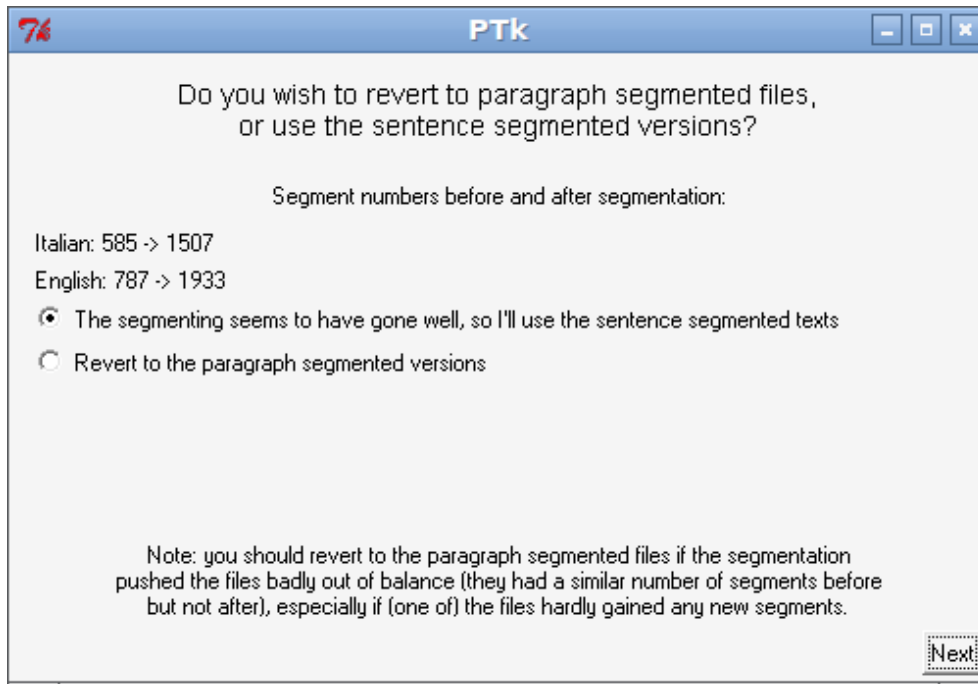 PTk
Do you wish to revert to paragraph segmented files,
or use the sentence segmented versions?
Segment numbers before and after segmentation:
Italian: 585 -> 1507
English: 787 -> 1933
The segmenting seems to have gone well, so I'll use the sentence segmented texts
Revert to the paragraph segmented versions
Note: you should revert to the paragraph segmented files if the segmentation
pushed the files badly out of balance (they had a similar number of segments before
but not after), especially if (one of) the files hardly gained any new segments.
Next